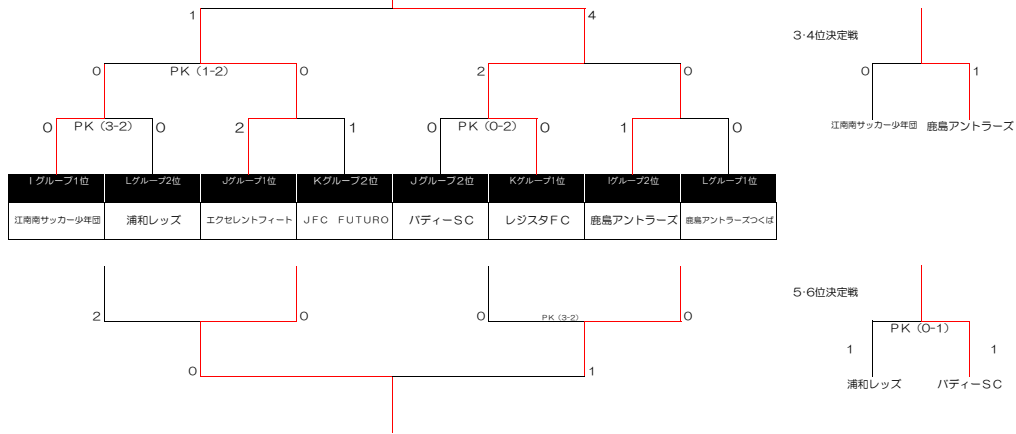 1 4
3・4位決定戦
0 PK（1-2） 0 2 0 0 1
0 PK（3-2） 0 2 1 0 PK（0-2） 0 1 0 江南南サッカー少年団 鹿島アントラーズ
Ｉグループ1位 Lグループ2位 Jグループ1位 Kグループ2位 Jグループ2位 Kグループ1位 Iグループ2位 Lグループ1位
江南南サッカー少年団 浦和レッズ エクセレントフィート ＪＦＣ　ＦＵＴＵＲＯ バディーＳＣ レジスタＦＣ 鹿島アントラーズ 鹿島アントラーズつくば
5・6位決定戦
2 0 0 PK（3-2） 0 PK（0-1）
1 1
0 1
浦和レッズ バディーＳＣ